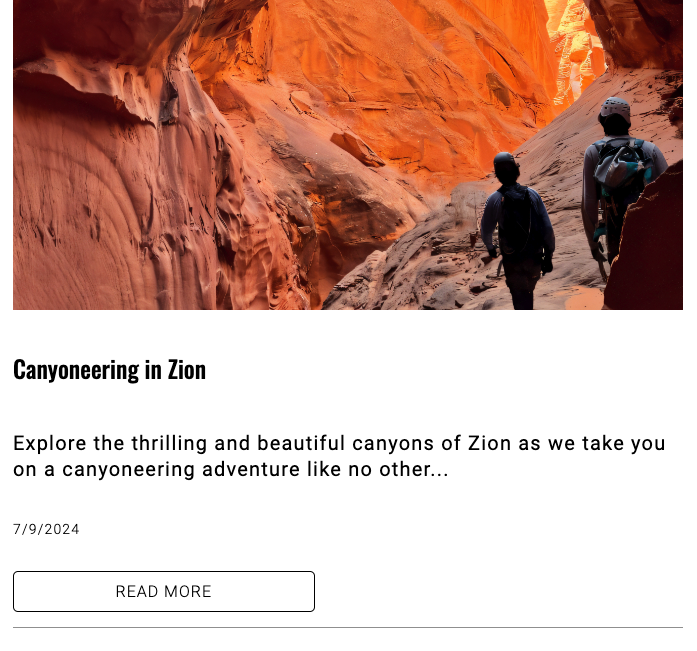 Canyoneering in Zion
Explore the thrilling and beautiful canyons of Zion as we take you
on a canyoneering adventure like no other...
7/9/2024
READ MORE